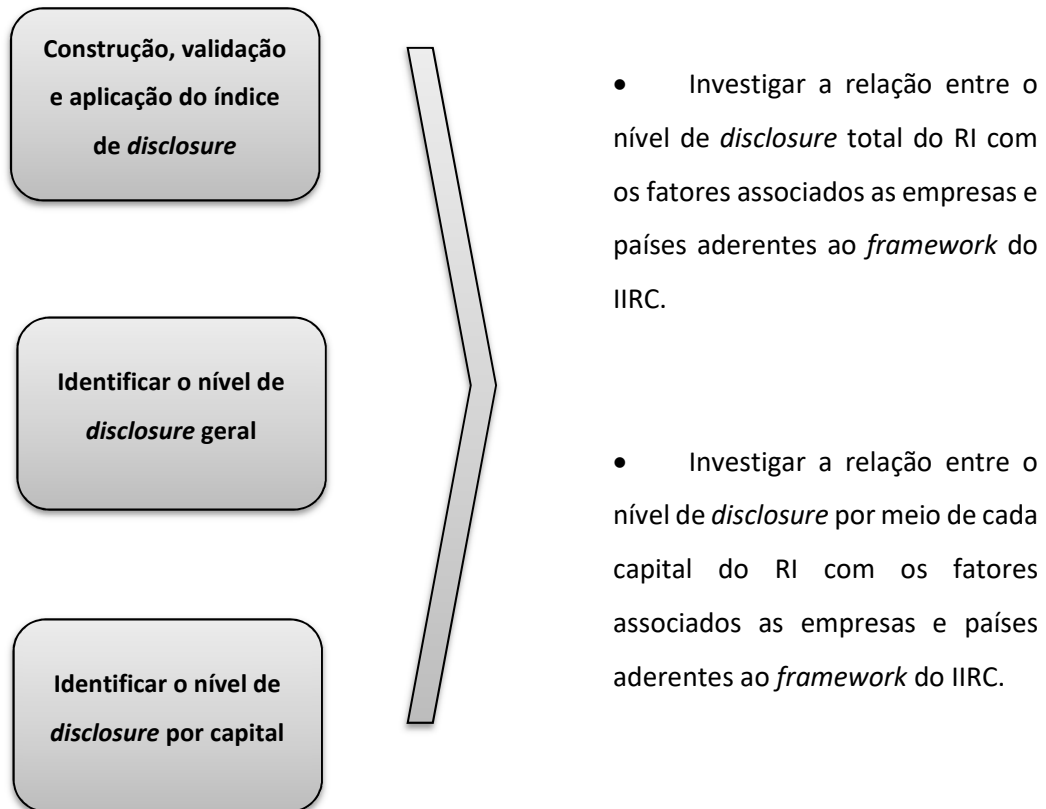 Construção, validação
e aplicação do índice
de disclosure
Identificar o nível de
disclosure geral
Identificar o nível de
disclosure por capital
• Investigar a relação entre o
nível de disclosure total do RI com
os fatores associados as empresas e
países aderentes ao framework do
IIRC.
• Investigar a relação entre o
nível de disclosure por meio de cada
capital do RI com os fatores
associados as empresas e países
aderentes ao framework do IIRC.